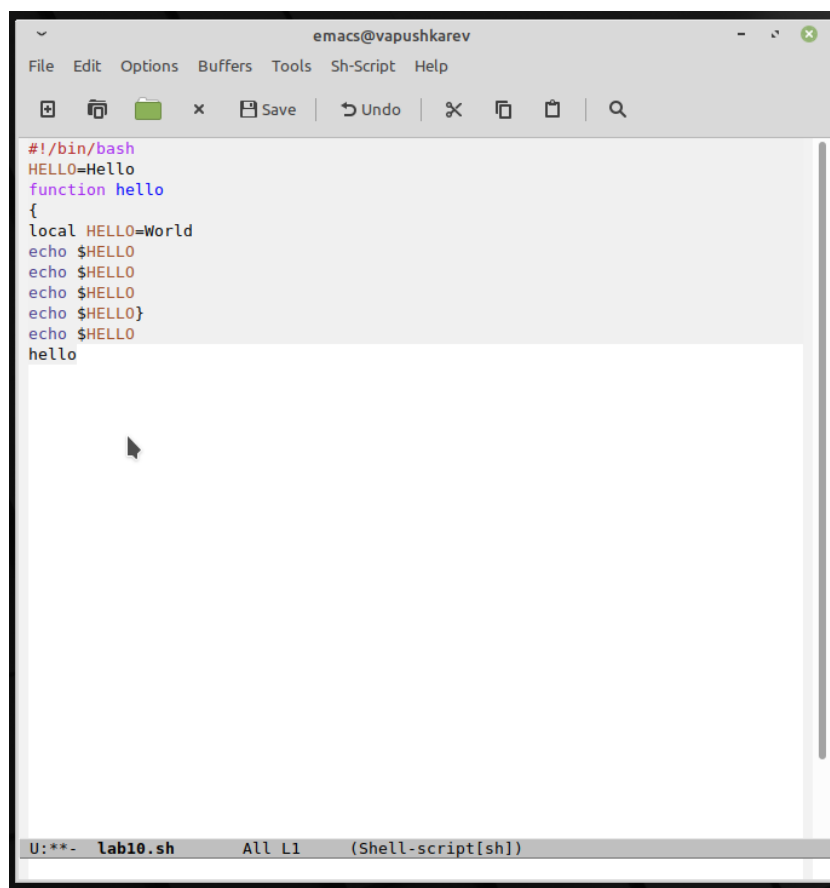 emacs@vapushkarev
File Edit Options Buffers Tools Sh-Script Help
Save Undo
#!/bin/bash
HELLO=Hello
function hello
{
local HELLO=World
echo $HELLO
echo $HELLO
echo $HELLO
echo $HELLO}
echo $HELLO
hello
U:**- lab10.sh All L1 (Shell-script[sh])